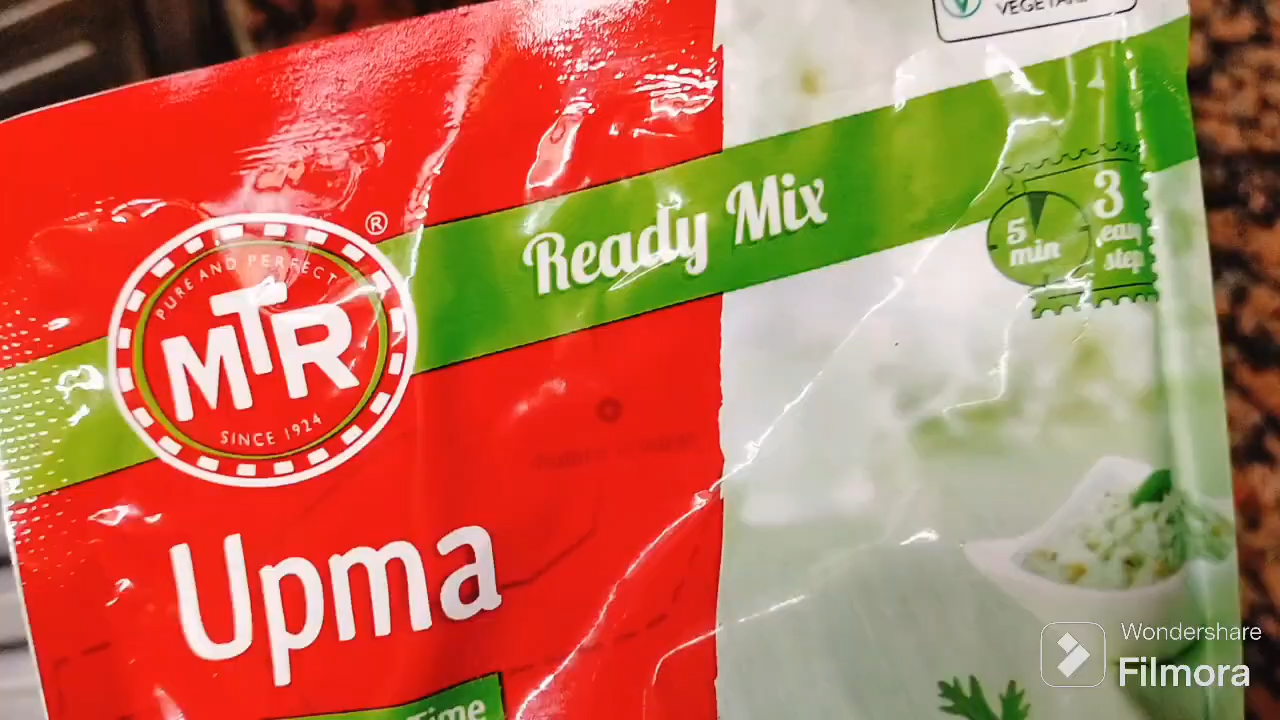 VEGETARI
Ready Mix
5
min
3
easy
step
®
PURE AND PERFECT
MTR
SINCE 1924
Upma
Time
Wondershare
Filmora